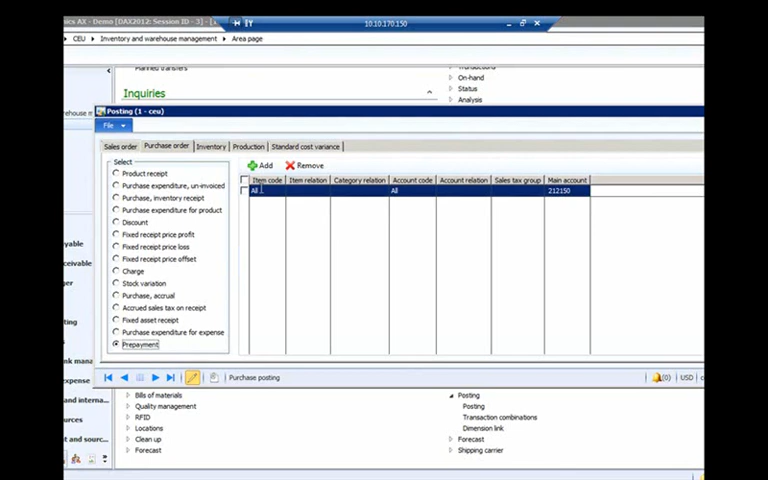 ics AX - Demo [DAX2012: Session ID - 3] - [
10.10.170.150
CEU
Inventory and warehouse management
Area page
Planned transfers
Inquiries
Transactions
On-hand
Status
Analysis
Posting (1 - ceu)
File
Sales order
Purchase order
Inventory
Production
Standard cost variance
Select
Product receipt
Purchase expenditure, un-invoiced
Purchase, inventory receipt
Purchase expenditure for product
Discount
Fixed receipt price profit
Fixed receipt price loss
Fixed receipt price offset
Charge
Stock variation
Purchase, accrual
Accrued sales tax on receipt
Fixed asset receipt
Purchase expenditure for expense
Prepayment
Add
Remove
Item code
Item relation
Category relation
Account code
Account relation
Sales tax group
Main account
All
All
212150
warehouse m
yable
ceivable
ting
nk mana
expense
and interna...
ources
t and sourc...
Purchase posting
(0)
USD
Bills of materials
Quality management
RFID
Locations
Clean up
Forecast
Posting
Posting
Transaction combinations
Dimension link
Forecast
Shipping carrier